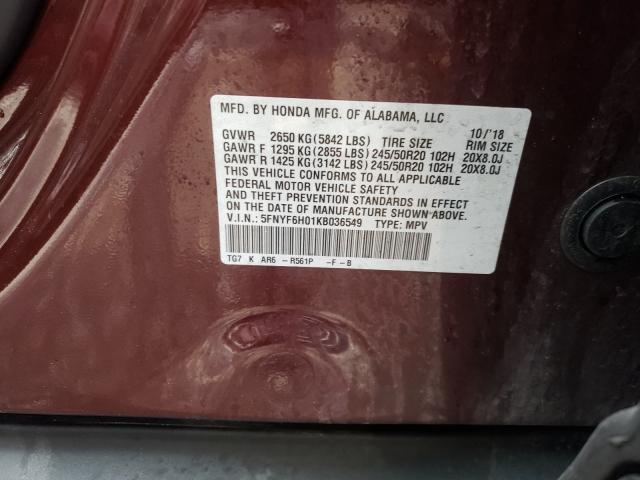 MFD. BY HONDA MFG. OF ALABAMA, LLC 10/'18
GVWR 2650 KG(5842 LBS) TIRE SIZE RIM SIZE
GAWR F 1295 KG(2855 LBS) 245/50R20 102H 20X8.0J
GAWR R 1425 KG(3142 LBS) 245/50R20 102H 20X8.0J
THIS VEHICLE CONFORMS TO ALL APPLICABLE
FEDERAL MOTOR VEHICLE SAFETY
AND THEFT PREVENTION STANDARDS IN EFFECT
ON THE DATE OF MANUFACTURE SHOWN ABOVE.
V.I.N.: 5FNYF6H01KB036549 TYPE: MPV
TG7 K AR6 -R561P -F-B